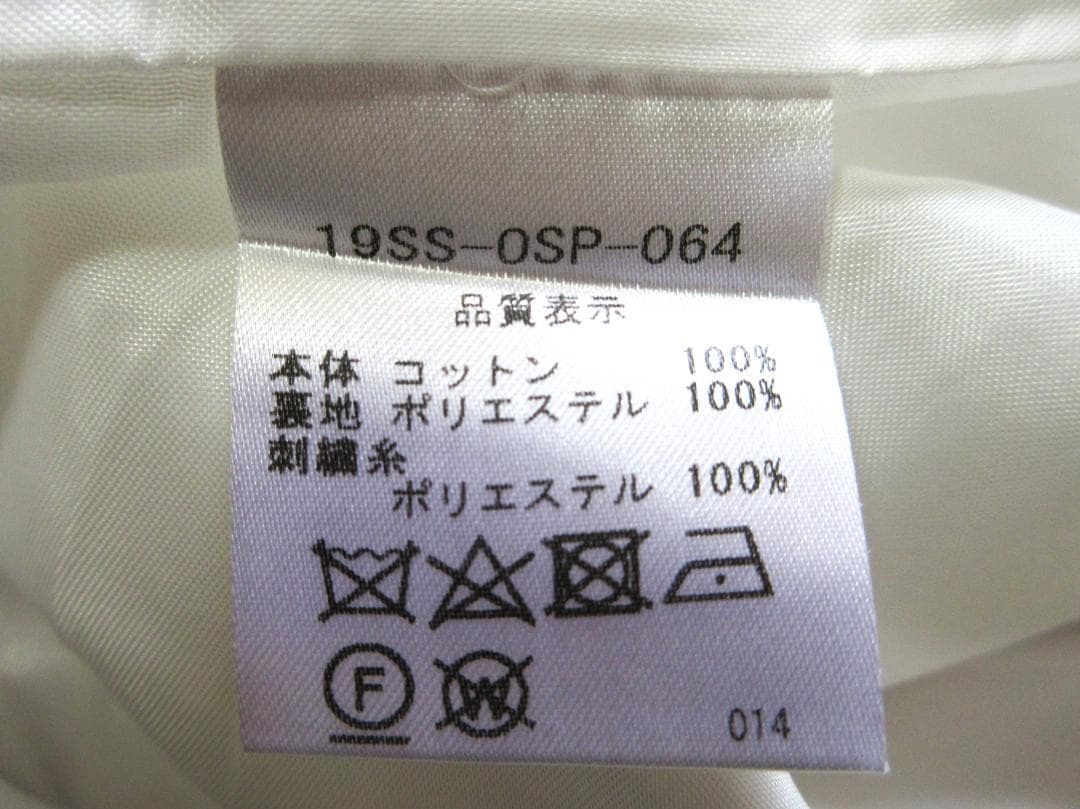 19SS-OSP-064
品質表示
本体 コットン 100%
裏地 ポリエステル 100%
刺繍糸
ポリエステル 100%
F W
014